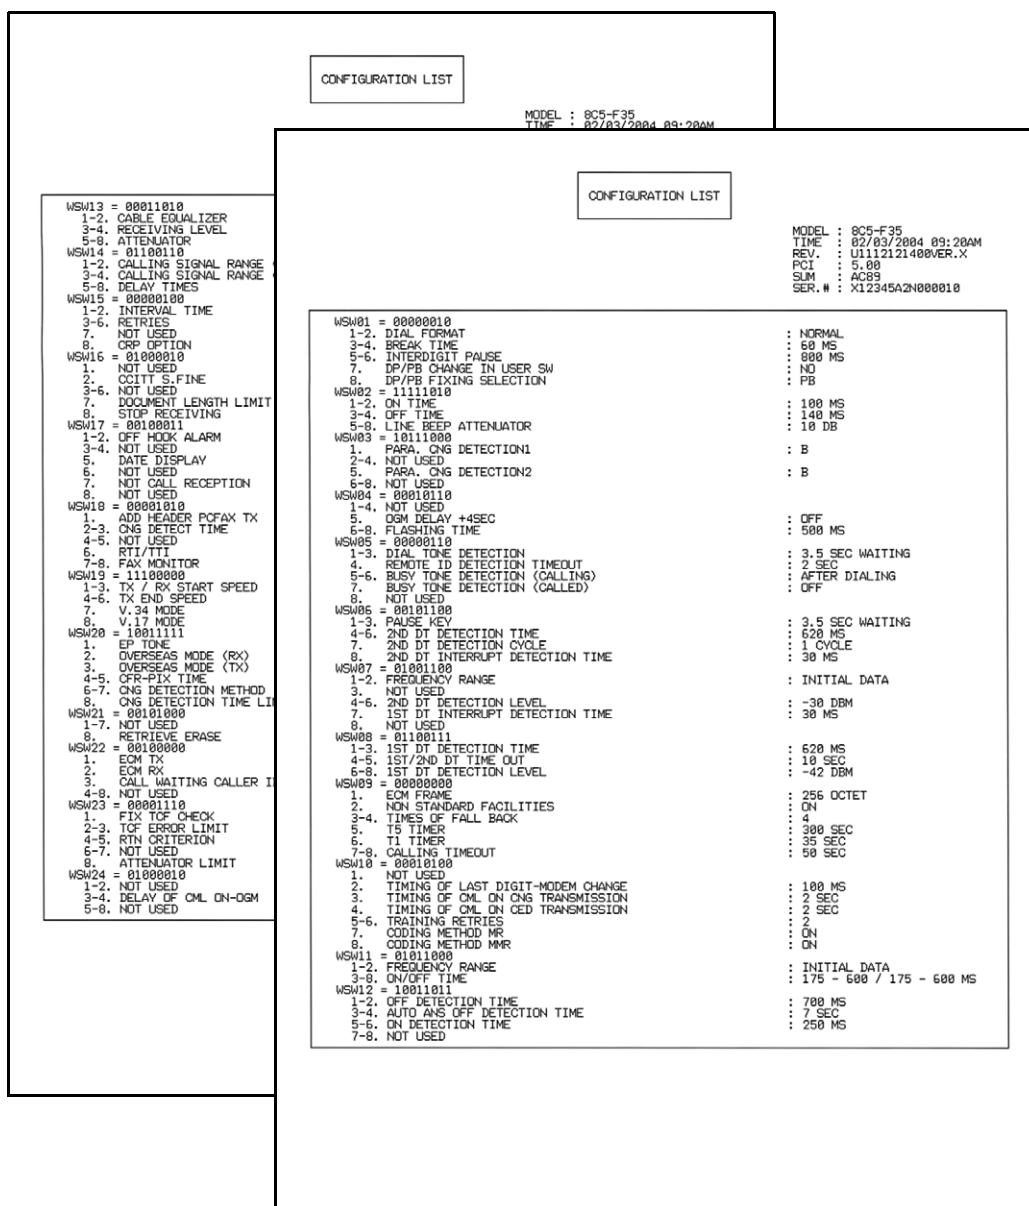 CONFIGURATION LIST
MODEL : 8C5-F35
TIME : 02/03/2004 09:20AM
WSW13 = 00011010
1-2. CABLE EQUALIZER
3-4. RECEIVING LEVEL
5-8. ATTENUATOR
WSW14 = 01100110
1-2. CALLING SIGNAL RANGE
3-4. CALLING SIGNAL RANGE
5-8. DELAY TIMES
WSW15 = 00000100
1-2. INTERVAL TIME
3-6. RETRIES
7. NOT USED
8. CRP OPTION
WSW16 = 01000010
1. NOT USED
2. CCITT S.FINE
3-6. NOT USED
7. DOCUMENT LENGTH LIMIT
8. STOP RECEIVING
WSW17 = 00100011
1-2. OFF HOOK ALARM
3-4. NOT USED
5. DATE DISPLAY
6. NOT USED
7. NOT CALL RECEPTION
8. NOT USED
WSW18 = 00001010
1. ADD HEADER PCFAX TX
2-3. CNG DETECT TIME
4-5. NOT USED
6. RTI/TTI
7-8. FAX MONITOR
WSW19 = 11100000
1-3. TX / RX START SPEED
4-6. TX END SPEED
7. V.34 MODE
8. V.17 MODE
WSW20 = 10011111
1. EP TONE
2. OVERSEAS MODE (RX)
3. OVERSEAS MODE (TX)
4-5. CFR-PIX TIME
6-7. CNG DETECTION METHOD
8. CNG DETECTION TIME LI
WSW21 = 00101000
1-7. NOT USED
8. RETRIEVE ERASE
WSW22 = 00100000
1. ECM TX
2. ECM RX
3. CALL WAITING CALLER I
4-8. NOT USED
WSW23 = 00001110
1. FIX TCF CHECK
2-3. TCF ERROR LIMIT
4-5. RTN CRITERION
6-7. NOT USED
8. ATTENUATOR LIMIT
WSW24 = 01000010
1-2. NOT USED
3-4. DELAY OF CML ON-OGM
5-8. NOT USED
CONFIGURATION LIST
MODEL : 8C5-F35
TIME : 02/03/2004 09:20AM
REV. : U1112121400VER.X
PCI : 5.00
SUM : AC89
SER.# : X12345A2N000010
WSW01 = 00000010
1-2. DIAL FORMAT : NORMAL
3-4. BREAK TIME : 60 MS
5-6. INTERDIGIT PAUSE : 800 MS
7. DP/PB CHANGE IN USER SW : NO
8. DP/PB FIXING SELECTION : PB
WSW02 = 11111010
1-2. ON TIME : 100 MS
3-4. OFF TIME : 140 MS
5-8. LINE BEEP ATTENUATOR : 10 DB
WSW03 = 10111000
1. PARA. CNG DETECTION1 : B
2-4. NOT USED
5. PARA. CNG DETECTION2 : B
6-8. NOT USED
WSW04 = 00010110
1-4. NOT USED
5. OGM DELAY +4SEC : OFF
6-8. FLASHING TIME : 500 MS
WSW05 = 00000110
1-3. DIAL TONE DETECTION : 3.5 SEC WAITING
4. REMOTE ID DETECTION TIMEOUT : 2 SEC
5-6. BUSY TONE DETECTION (CALLING) : AFTER DIALING
7. BUSY TONE DETECTION (CALLED) : OFF
8. NOT USED
WSW06 = 00101100
1-3. PAUSE KEY : 3.5 SEC WAITING
4-6. 2ND DT DETECTION TIME : 620 MS
7. 2ND DT DETECTION CYCLE : 1 CYCLE
8. 2ND DT INTERRUPT DETECTION TIME : 30 MS
WSW07 = 01001100
1-2. FREQUENCY RANGE : INITIAL DATA
3. NOT USED
4-6. 2ND DT DETECTION LEVEL : -30 DBM
7. 1ST DT INTERRUPT DETECTION TIME : 30 MS
8. NOT USED
WSW08 = 01100111
1-3. 1ST DT DETECTION TIME : 620 MS
4-5. 1ST/2ND DT TIME OUT : 10 SEC
6-8. 1ST DT DETECTION LEVEL : -42 DBM
WSW09 = 00000000
1. ECM FRAME : 256 OCTET
2. NON STANDARD FACILITIES : ON
3-4. TIMES OF FALL BACK : 4
5. T5 TIMER : 300 SEC
6. T1 TIMER : 35 SEC
7-8. CALLING TIMEOUT : 50 SEC
WSW10 = 00010100
1. NOT USED
2. TIMING OF LAST DIGIT-MODEM CHANGE : 100 MS
3. TIMING OF CML ON CNG TRANSMISSION : 2 SEC
4. TIMING OF CML ON CED TRANSMISSION : 2 SEC
5-6. TRAINING RETRIES : 2
7. CODING METHOD MR : ON
8. CODING METHOD MMR : ON
WSW11 = 01011000
1-2. FREQUENCY RANGE : INITIAL DATA
3-8. ON/OFF TIME : 175 - 600 / 175 - 600 MS
WSW12 = 10011011
1-2. OFF DETECTION TIME : 700 MS
3-4. AUTO ANS OFF DETECTION TIME : 7 SEC
5-6. ON DETECTION TIME : 250 MS
7-8. NOT USED